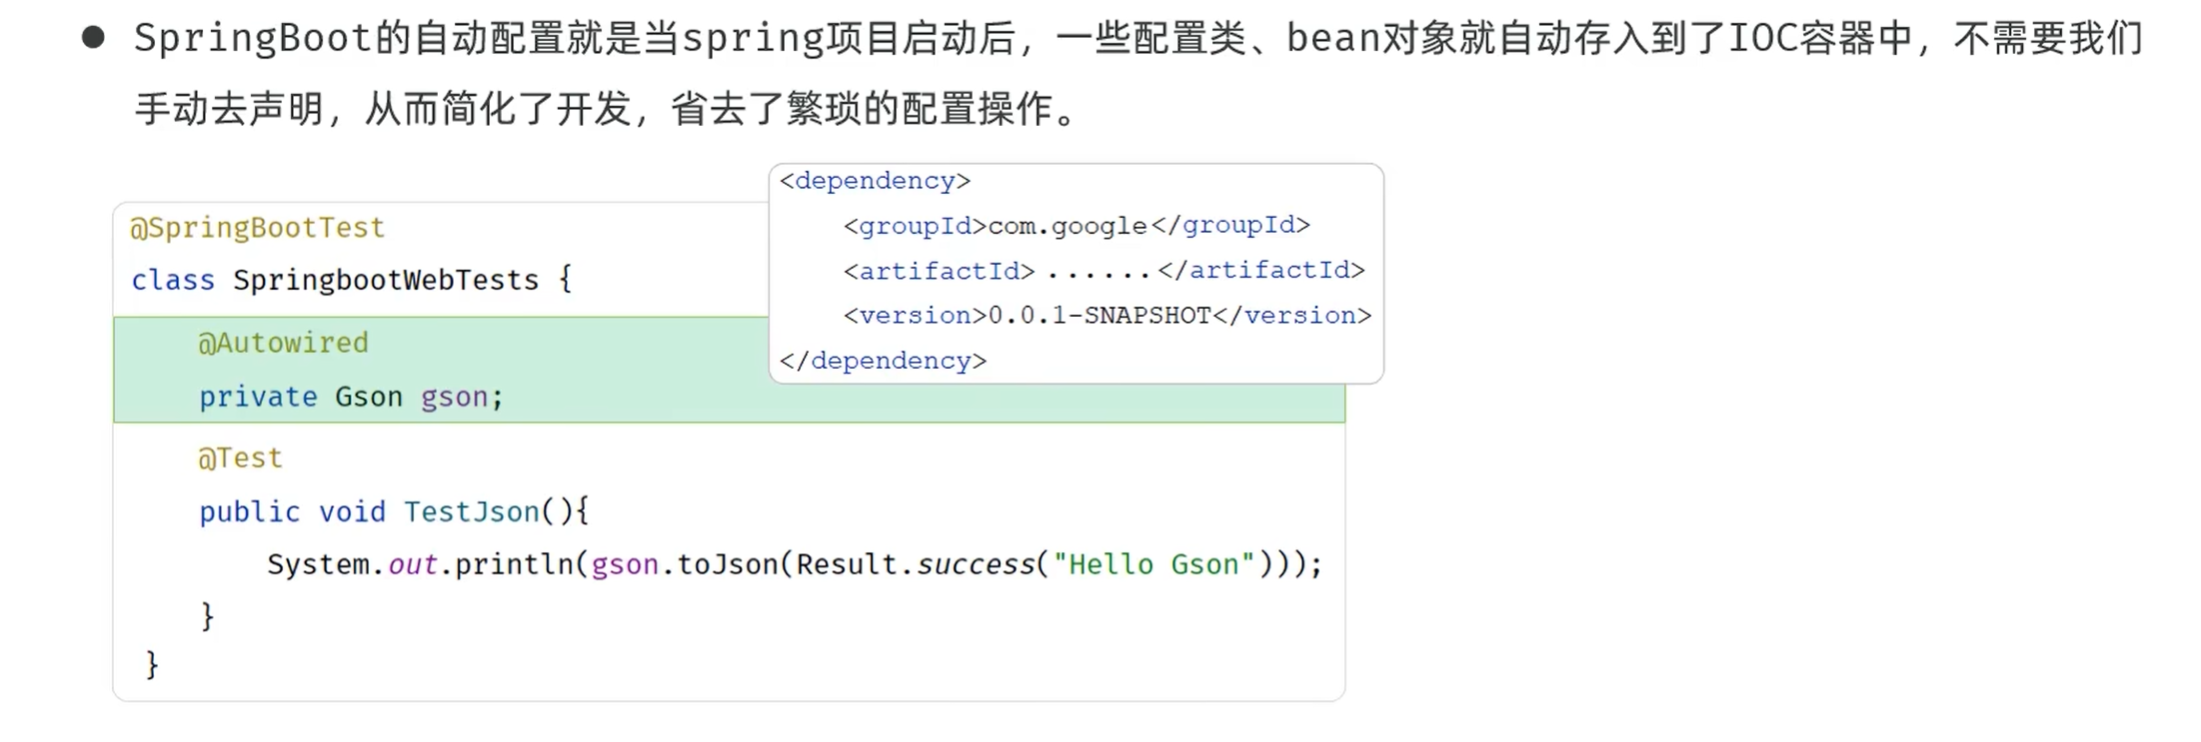 ● SpringBoot的自动配置就是当spring项目启动后，一些配置类、bean对象就自动存入到了IOC容器中，不需要我们
手动去声明，从而简化了开发，省去了繁琐的配置操作。
<dependency>
<groupId>com.google</groupId>
<artifactId>......</artifactId>
<version>0.0.1-SNAPSHOT</version>
</dependency>
@SpringBootTest
class SpringbootWebTests {
@Autowired
private Gson gson;
@Test
public void TestJson(){
System.out.println(gson.toJson(Result.success("Hello Gson")));
}
}